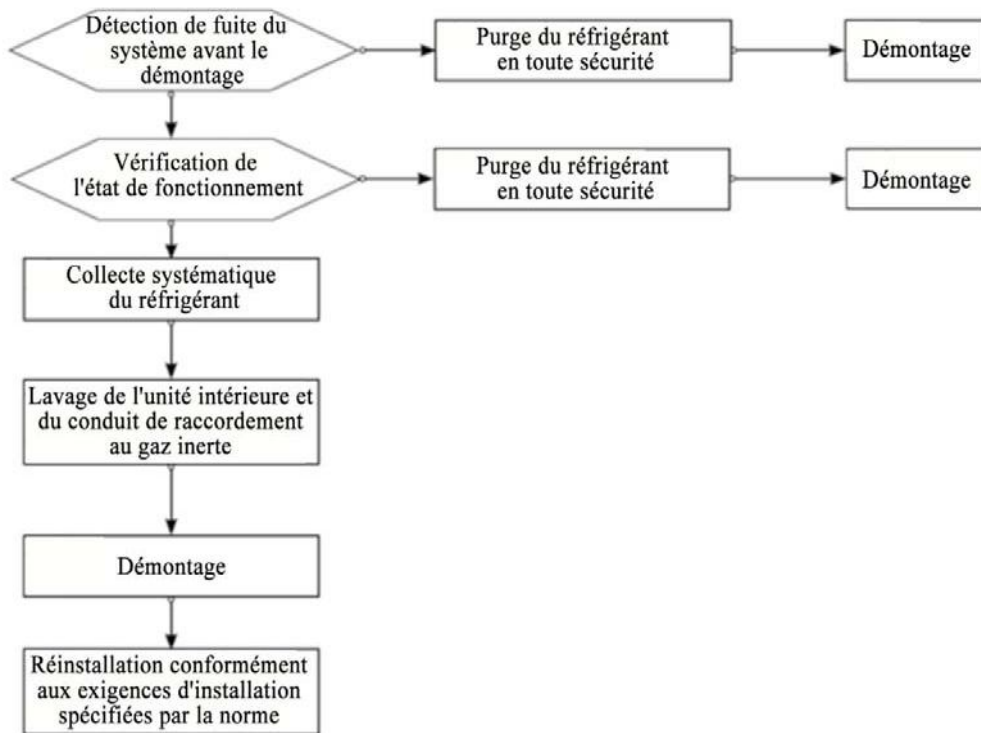 Détection de fuite du
système avant le
démontage
Purge du réfrigérant
en toute sécurité
Démontage
Vérification de
l'état de fonctionnement
Purge du réfrigérant
en toute sécurité
Démontage
Collecte systématique
du réfrigérant
Lavage de l'unité intérieure et
du conduit de raccordement
au gaz inerte
Démontage
Réinstallation conformément
aux exigences d'installation
spécifiées par la norme